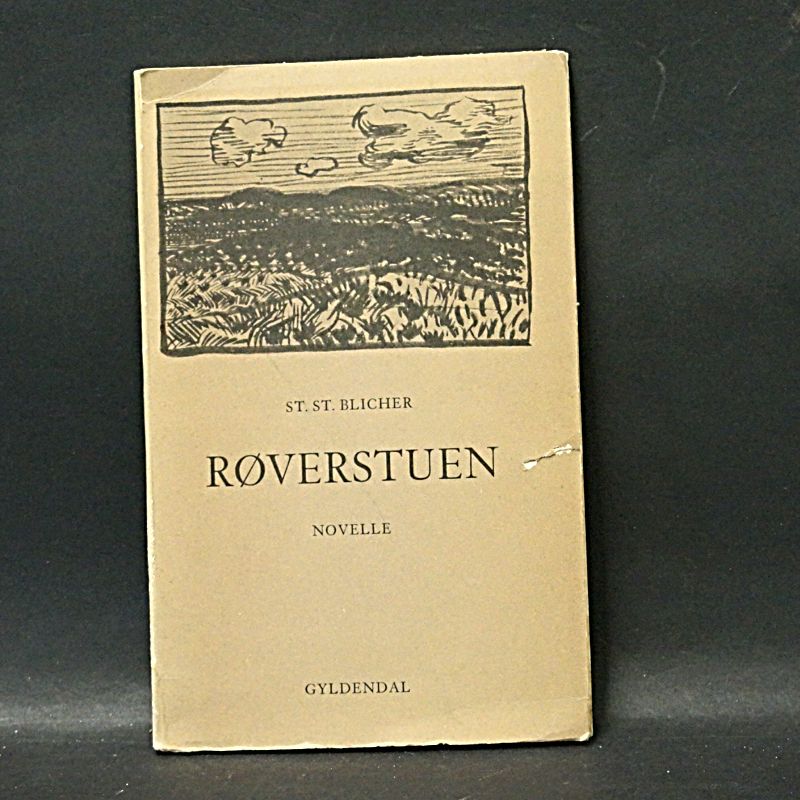 ST. ST. BLICHER
RØVERSTUEN
NOVELLE
GYLDENDAL